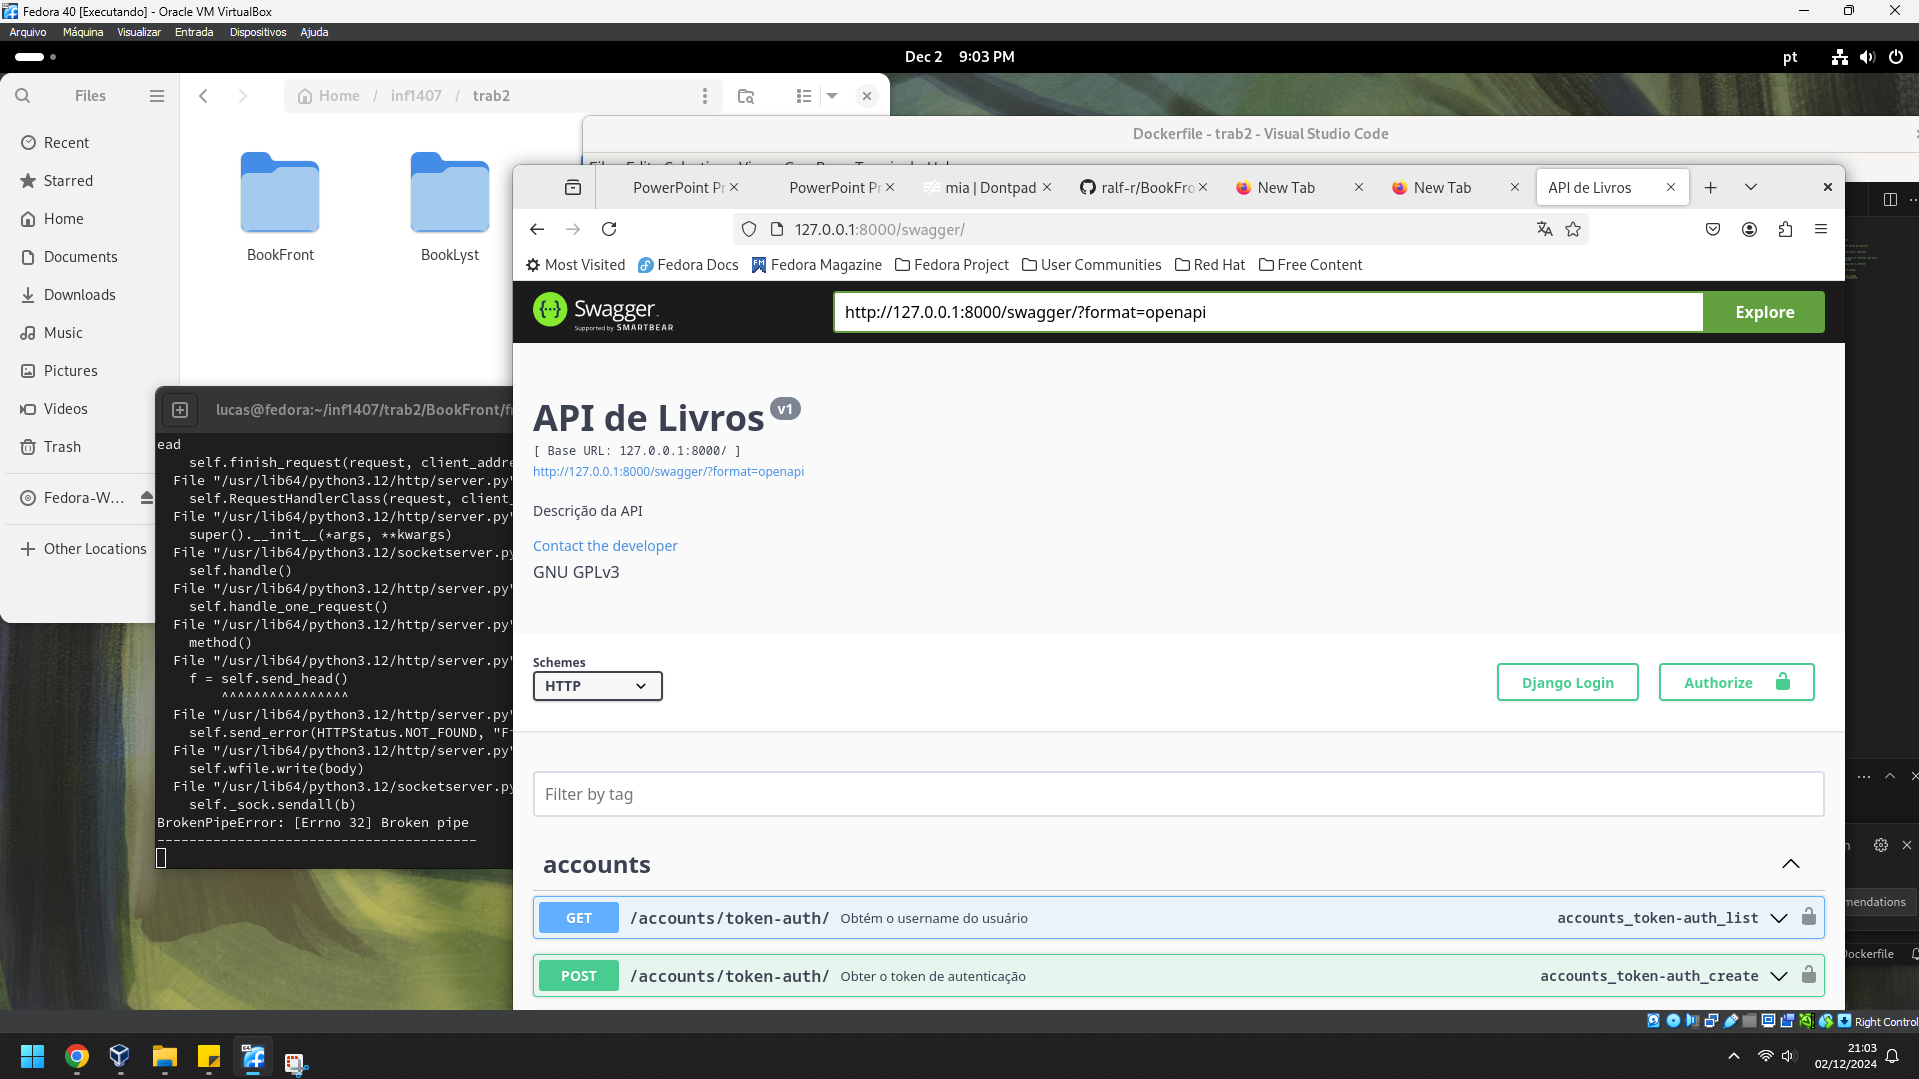 Fedora 40 [Executando] - Oracle VM VirtualBox
Arquivo Máquina Visualizar Entrada Dispositivos Ajuda
Dec 2 9:03 PM
pt
Files
Home / inf1407 / trab2
Recent
Starred
Home
Documents
Downloads
Music
Pictures
Videos
Trash
Fedora-W...
Other Locations
BookFront
BookLyst
Dockerfile - trab2 - Visual Studio Code
lucas@fedora:~/inf1407/trab2/BookFront/
ead
self.finish_request(request, client_addre
File "/usr/lib64/python3.12/http/server.py"
self.RequestHandlerClass(request, client_
File "/usr/lib64/python3.12/http/server.py"
super().__init__(*args, **kwargs)
File "/usr/lib64/python3.12/socketserver.py
self.handle()
File "/usr/lib64/python3.12/http/server.py"
self.handle_one_request()
File "/usr/lib64/python3.12/http/server.py"
method()
File "/usr/lib64/python3.12/http/server.py"
f = self.send_head()
^^^^^^^^^^^^^^^^
File "/usr/lib64/python3.12/http/server.py"
self.send_error(HTTPStatus.NOT_FOUND, "F
File "/usr/lib64/python3.12/http/server.py"
self.wfile.write(body)
File "/usr/lib64/python3.12/socketserver.py
self._sock.sendall(b)
BrokenPipeError: [Errno 32] Broken pipe
----------------------------------------
PowerPoint Pr PowerPoint Pr mia | Dontpad ralf-r/BookFro New Tab New Tab API de Livros
127.0.0.1:8000/swagger/
Most Visited Fedora Docs Fedora Magazine Fedora Project User Communities Red Hat Free Content
Swagger
Supported by SMARTBEAR
http://127.0.0.1:8000/swagger/?format=openapi
Explore
API de Livros v1
[ Base URL: 127.0.0.1:8000/ ]
http://127.0.0.1:8000/swagger/?format=openapi
Descrição da API
Contact the developer
GNU GPLv3
Schemes
HTTP
Django Login
Authorize
Filter by tag
accounts
GET /accounts/token-auth/ Obtém o username do usuário accounts_token-auth_list
POST /accounts/token-auth/ Obter o token de autenticação accounts_token-auth_create
mendations
ockerfile
Right Control
21:03
02/12/2024